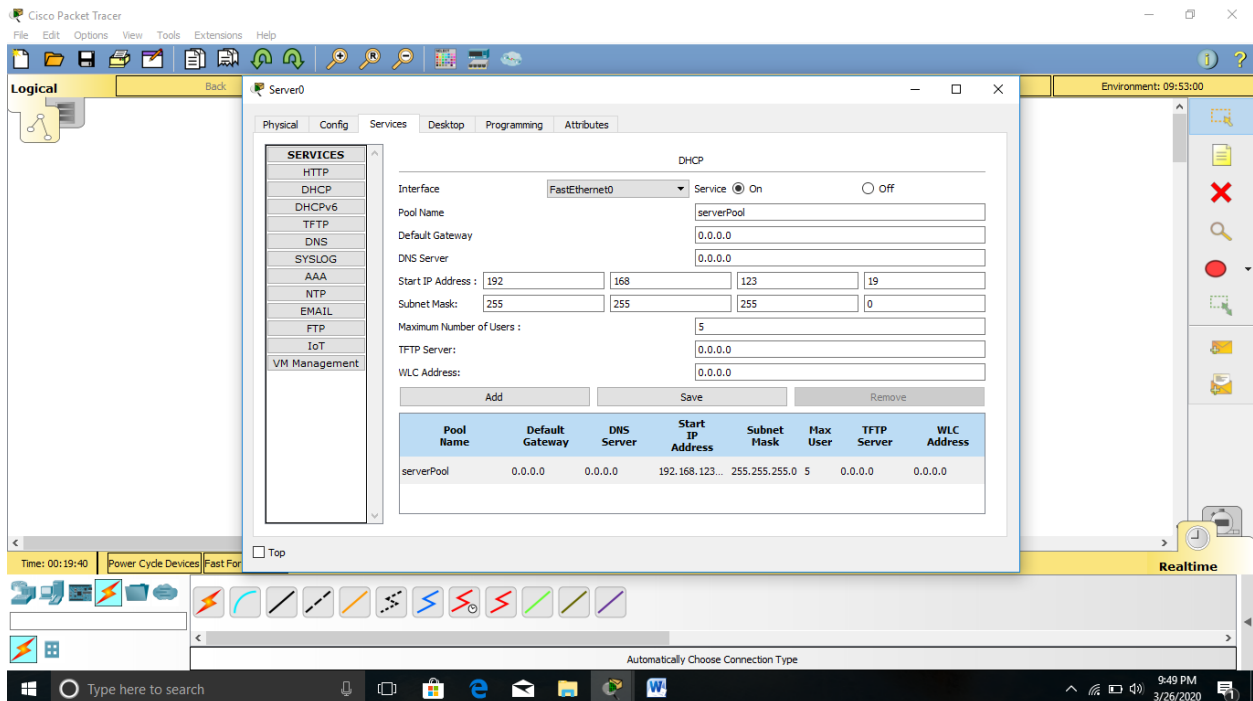 Cisco Packet Tracer
File Edit Options View Tools Extensions Help
Logical
Back
Environment: 09:53:00
Server0
Physical Config Services Desktop Programming Attributes
SERVICES
HTTP
DHCP
DHCPv6
TFTP
DNS
SYSLOG
AAA
NTP
EMAIL
FTP
IoT
VM Management
DHCP
Interface FastEthernet0 Service On Off
Pool Name serverPool
Default Gateway 0.0.0.0
DNS Server 0.0.0.0
Start IP Address : 192 168 123 19
Subnet Mask: 255 255 255 0
Maximum Number of Users : 5
TFTP Server: 0.0.0.0
WLC Address: 0.0.0.0
Add Save Remove
Pool Name Default Gateway DNS Server Start IP Address Subnet Mask Max User TFTP Server WLC Address
serverPool 0.0.0.0 0.0.0.0 192.168.123... 255.255.255.0 5 0.0.0.0 0.0.0.0
Top
Time: 00:19:40 Power Cycle Devices Fast For
Realtime
Automatically Choose Connection Type
Type here to search
9:49 PM
3/26/2020